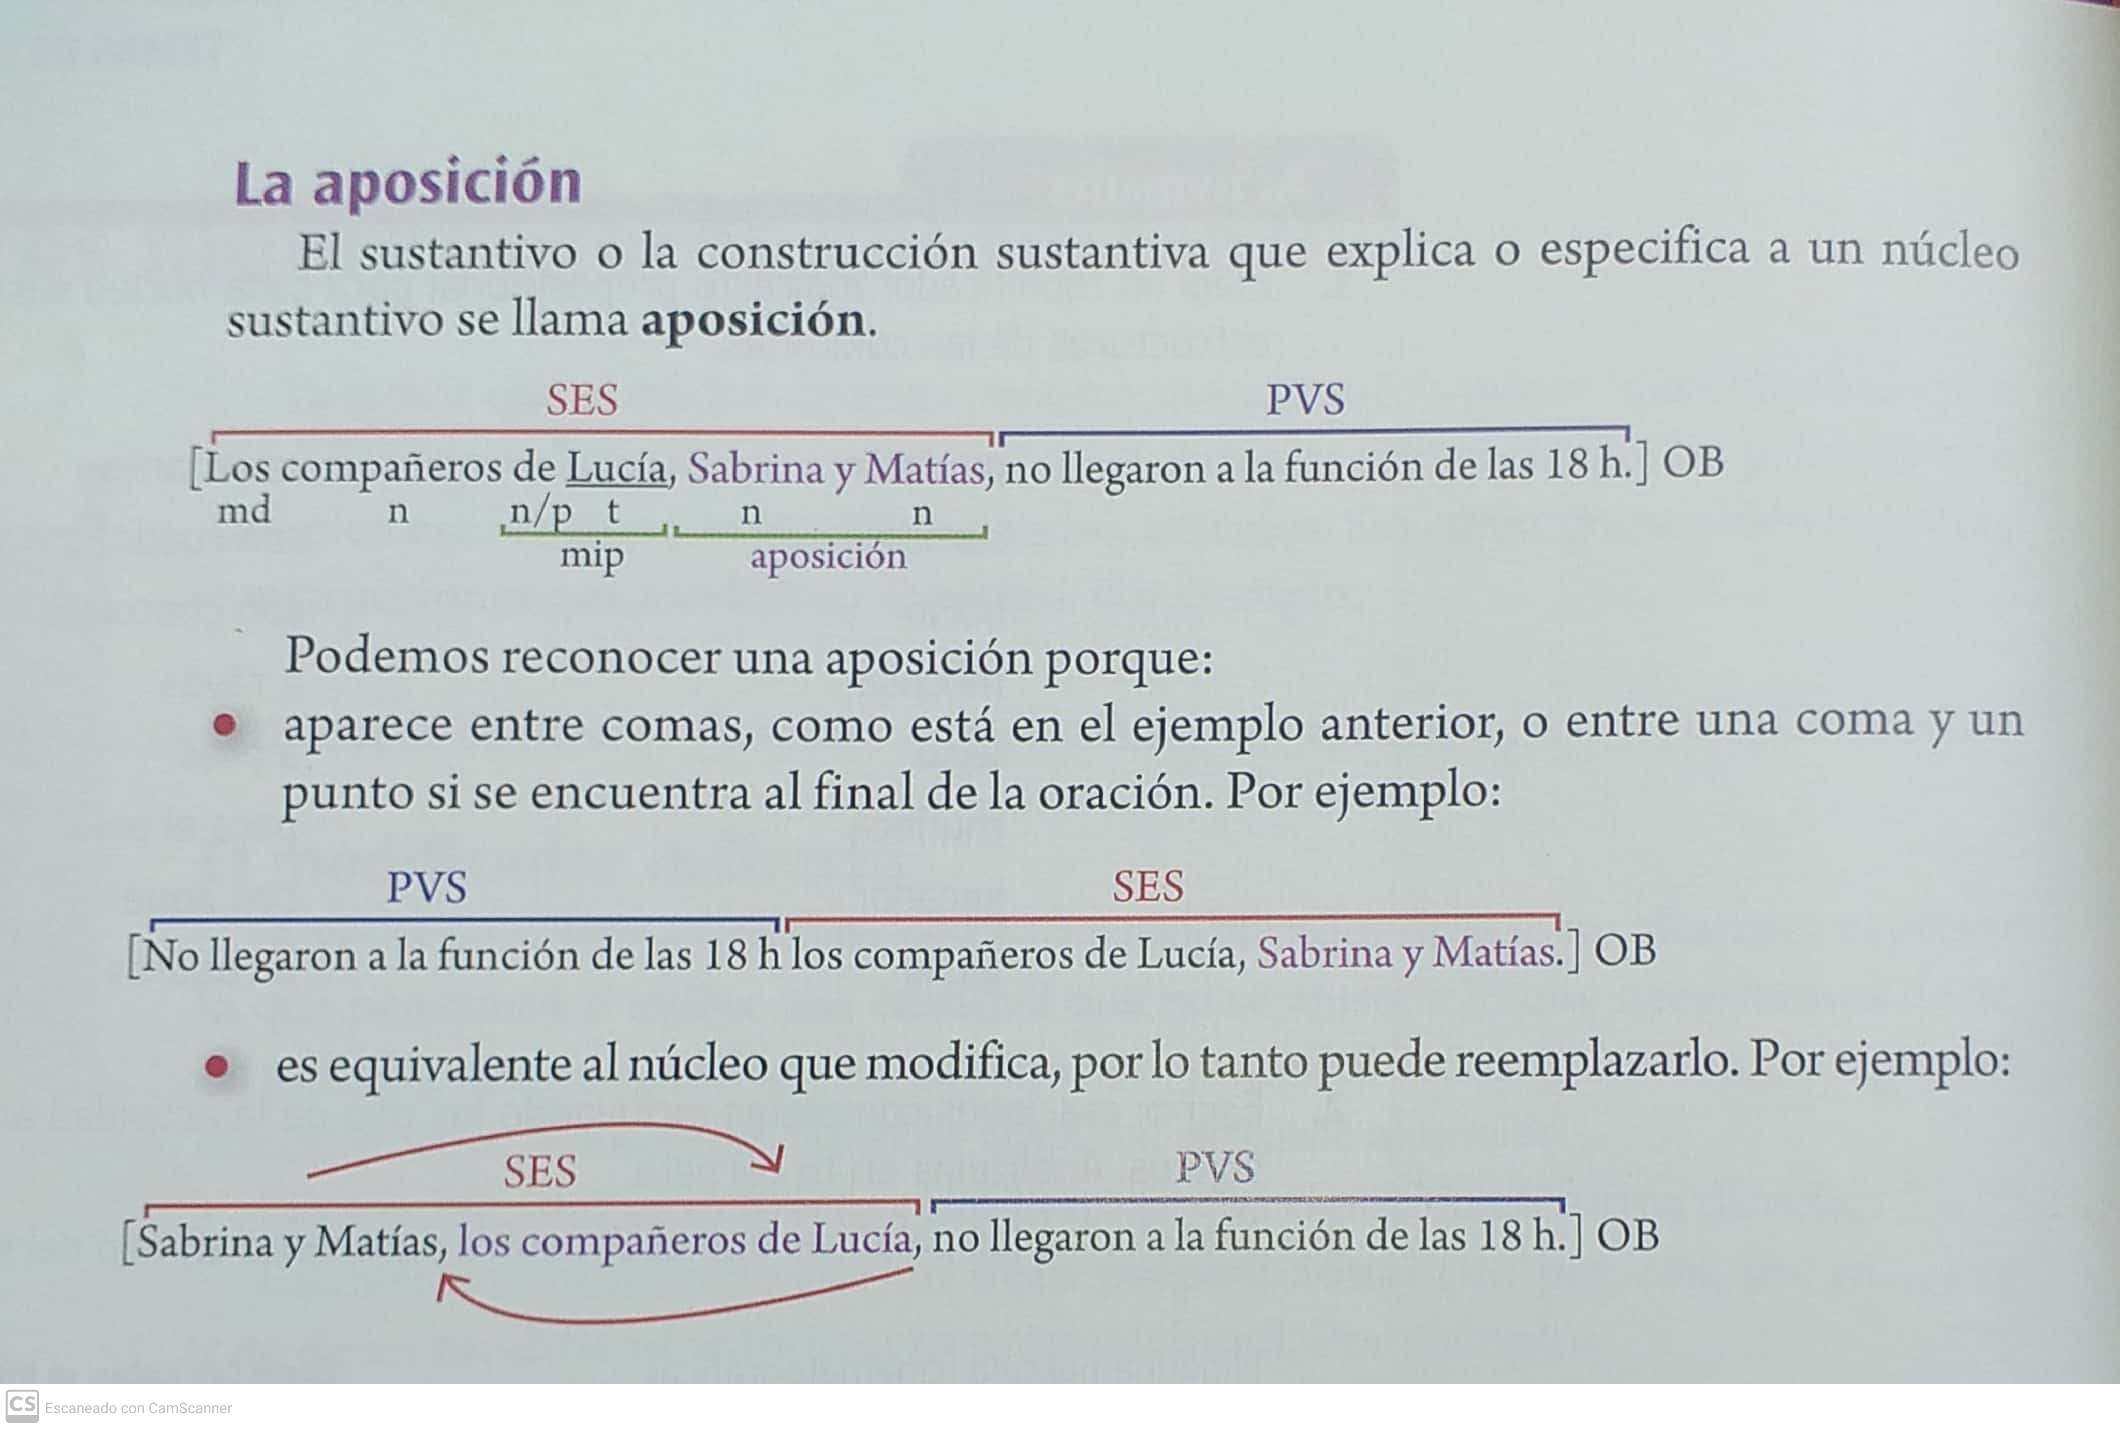 La aposición
El sustantivo o la construcción sustantiva que explica o especifica a un núcleo
sustantivo se llama aposición.
SES PVS
[Los compañeros de Lucía, Sabrina y Matías, no llegaron a la función de las 18 h.] OB
md n n/p t n n
mip aposición
Podemos reconocer una aposición porque:
• aparece entre comas, como está en el ejemplo anterior, o entre una coma y un
punto si se encuentra al final de la oración. Por ejemplo:
PVS SES
[No llegaron a la función de las 18 h los compañeros de Lucía, Sabrina y Matías.] OB
• es equivalente al núcleo que modifica, por lo tanto puede reemplazarlo. Por ejemplo:
SES PVS
[Sabrina y Matías, los compañeros de Lucía, no llegaron a la función de las 18 h.] OB
CS Escaneado con CamScanner